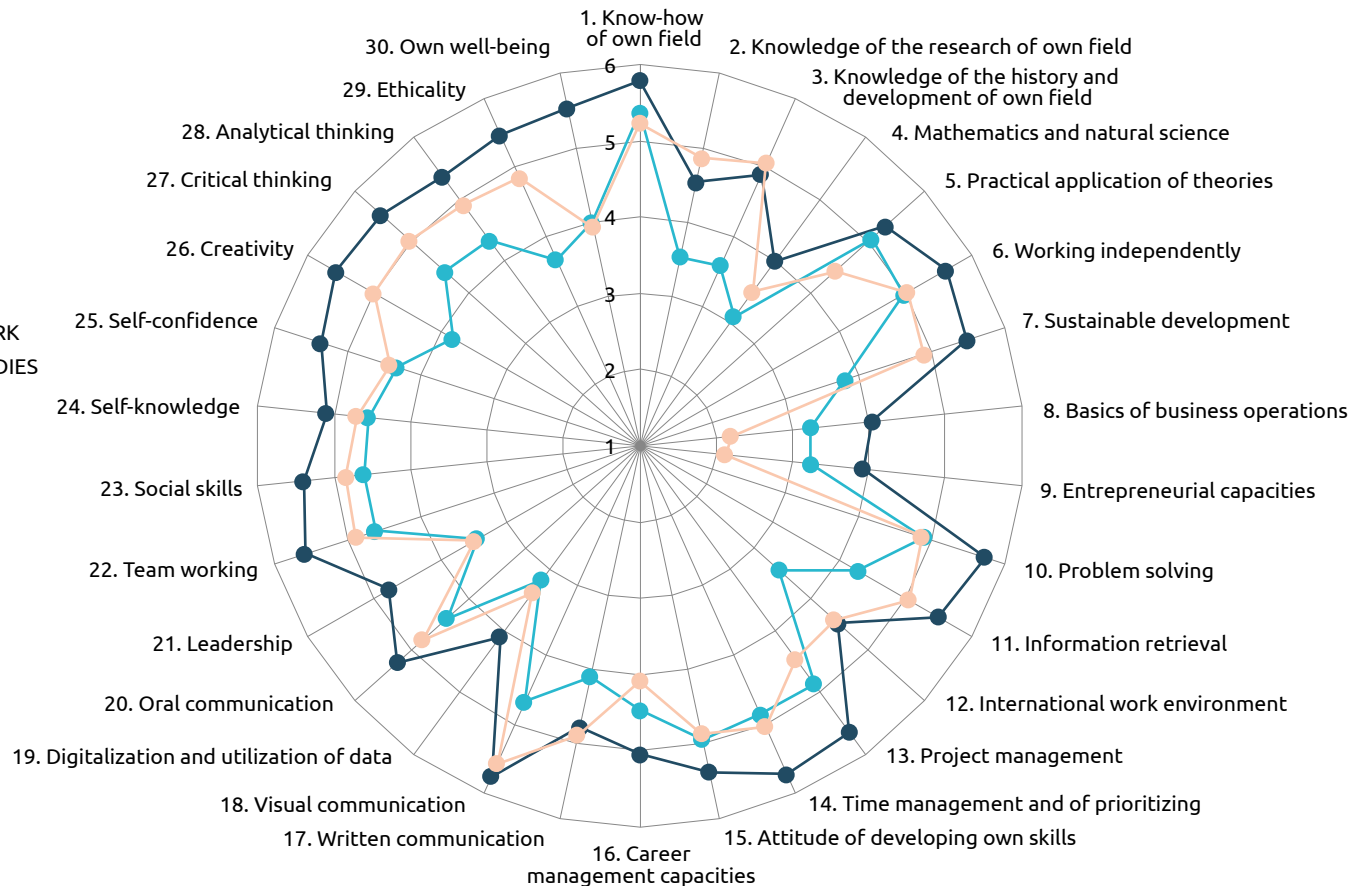 1. Know-how
of own field
2. Knowledge of the research of own field
3. Knowledge of the history and
development of own field
4. Mathematics and natural science
5. Practical application of theories
6. Working independently
7. Sustainable development
8. Basics of business operations
9. Entrepreneurial capacities
10. Problem solving
11. Information retrieval
12. International work environment
13. Project management
14. Time management and of prioritizing
15. Attitude of developing own skills
16. Career
management capacities
17. Written communication
18. Visual communication
19. Digitalization and utilization of data
20. Oral communication
21. Leadership
22. Team working
23. Social skills
24. Self-knowledge
25. Self-confidence
26. Creativity
27. Critical thinking
28. Analytical thinking
29. Ethicality
30. Own well-being
6
5
4
3
2
1
RK
DIES